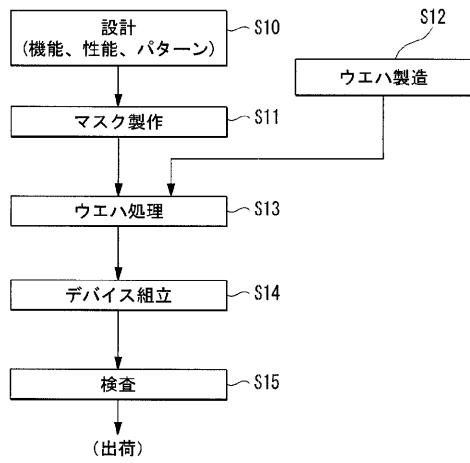 設計
(機能、性能、パターン)
S10
S12
ウエハ製造
マスク製作
S11
ウエハ処理
S13
デバイス組立
S14
検査
S15
(出荷)